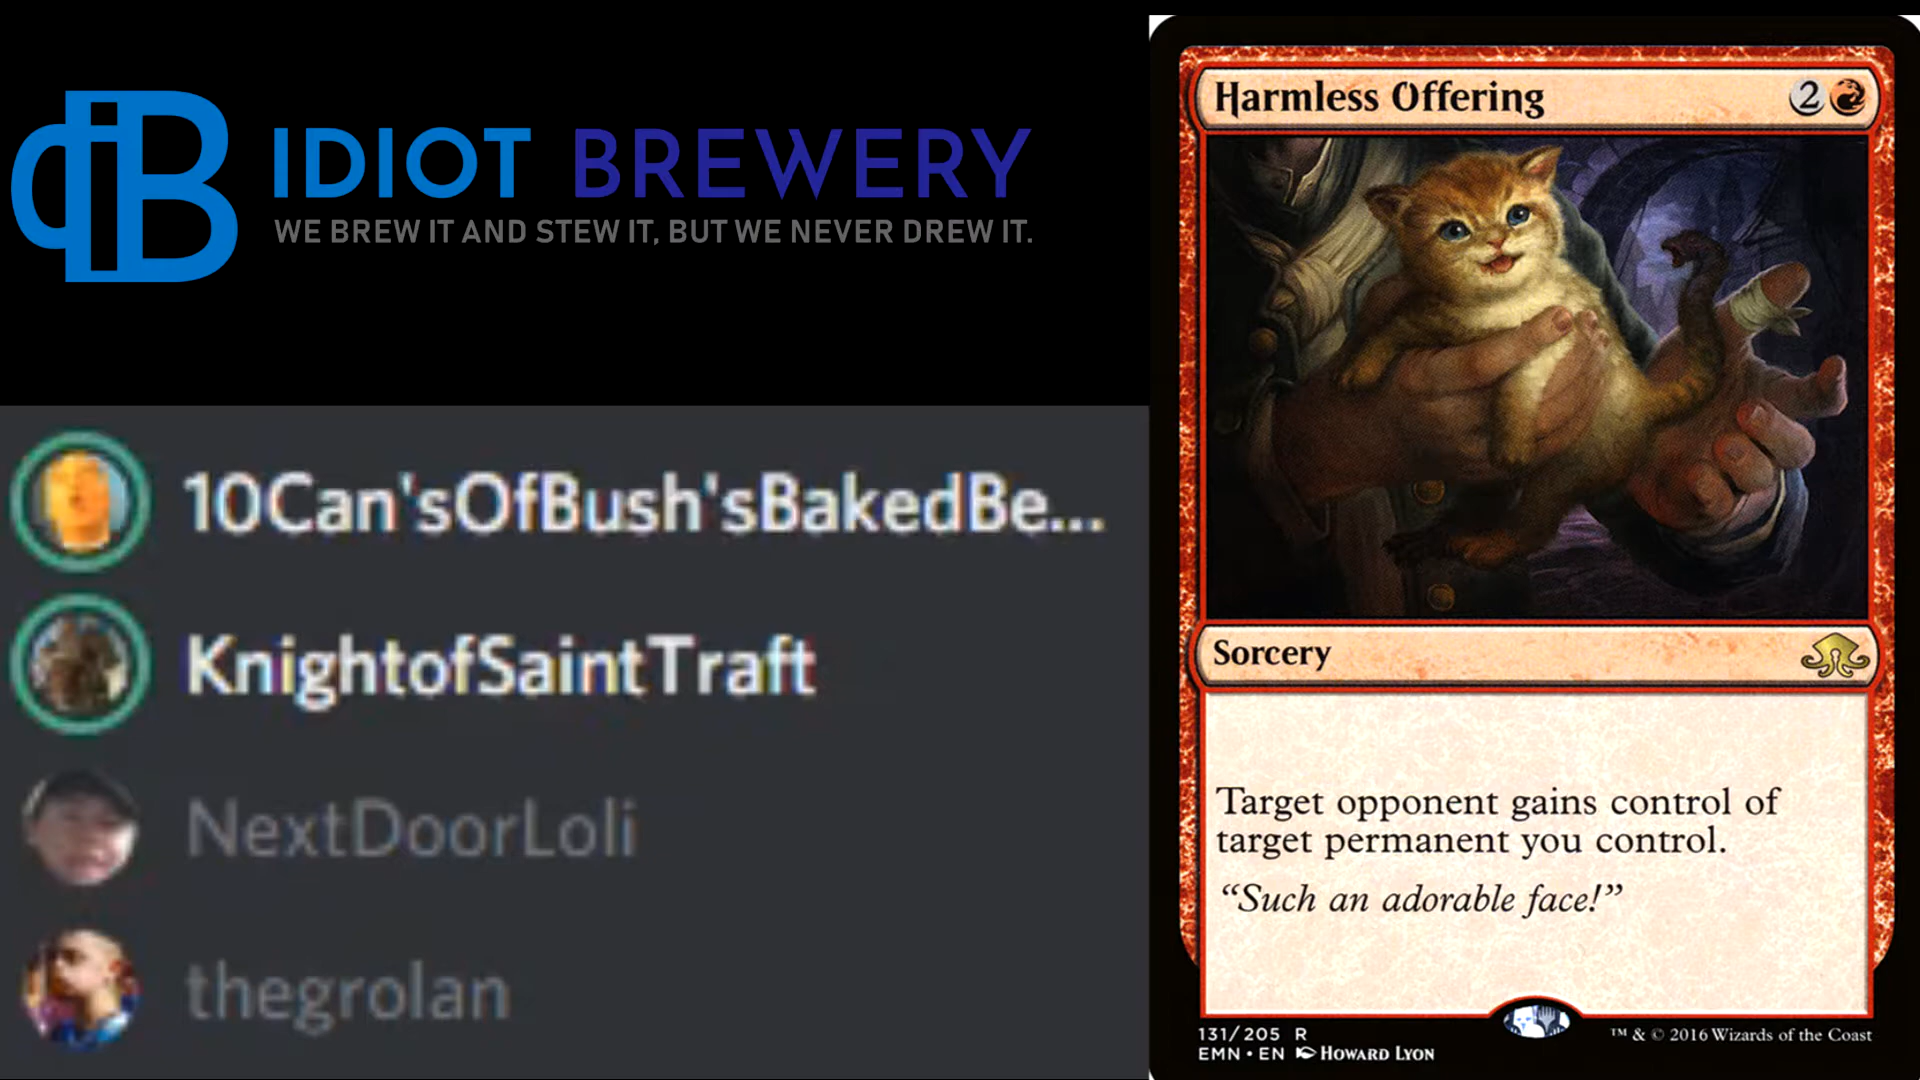 iB IDIOT BREWERY
WE BREW IT AND STEW IT, BUT WE NEVER DREW IT.
10Can'sOfBush'sBakedBe...
KnightofSaintTraft
NextDoorLoli
thegrolan
Harmless Offering 2
Sorcery
Target opponent gains control of
target permanent you control.
“Such an adorable face!”
131/205 R
EMN • EN Howard Lyon
™ & © 2016 Wizards of the Coast